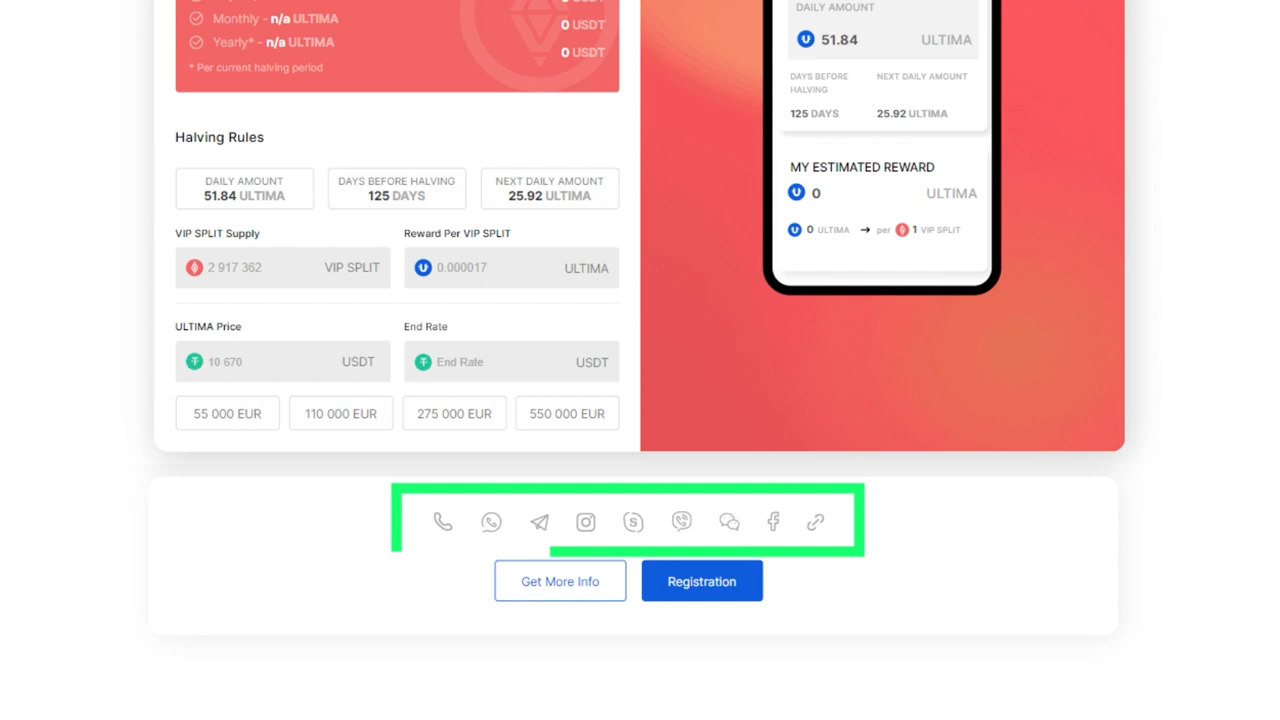 Monthly - n/a ULTIMA
0 USDT
Yearly* - n/a ULTIMA
0 USDT
* Per current halving period
Halving Rules
DAILY AMOUNT
51.84 ULTIMA
DAYS BEFORE HALVING
125 DAYS
NEXT DAILY AMOUNT
25.92 ULTIMA
VIP SPLIT Supply
Reward Per VIP SPLIT
2 917 362 VIP SPLIT
0.000017 ULTIMA
ULTIMA Price
End Rate
10 670 USDT
End Rate USDT
55 000 EUR
110 000 EUR
275 000 EUR
550 000 EUR
DAILY AMOUNT
51.84 ULTIMA
DAYS BEFORE
HALVING
NEXT DAILY AMOUNT
125 DAYS
25.92 ULTIMA
MY ESTIMATED REWARD
0 ULTIMA
0 ULTIMA → per 1 VIP SPLIT
Get More Info
Registration